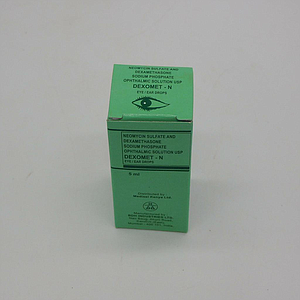 NEOMYCIN SULFATE AND
DEXAMETHASONE
SODIUM PHOSPHATE
OPHTHALMIC SOLUTION USP
DEXOMET - N
EYE / EAR DROPS
NEOMYCIN SULFATE AND
DEXAMETHASONE
SODIUM PHOSPHATE
OPHTHALMIC SOLUTION USP
DEXOMET - N
EYE / EAR DROPS
5 ml